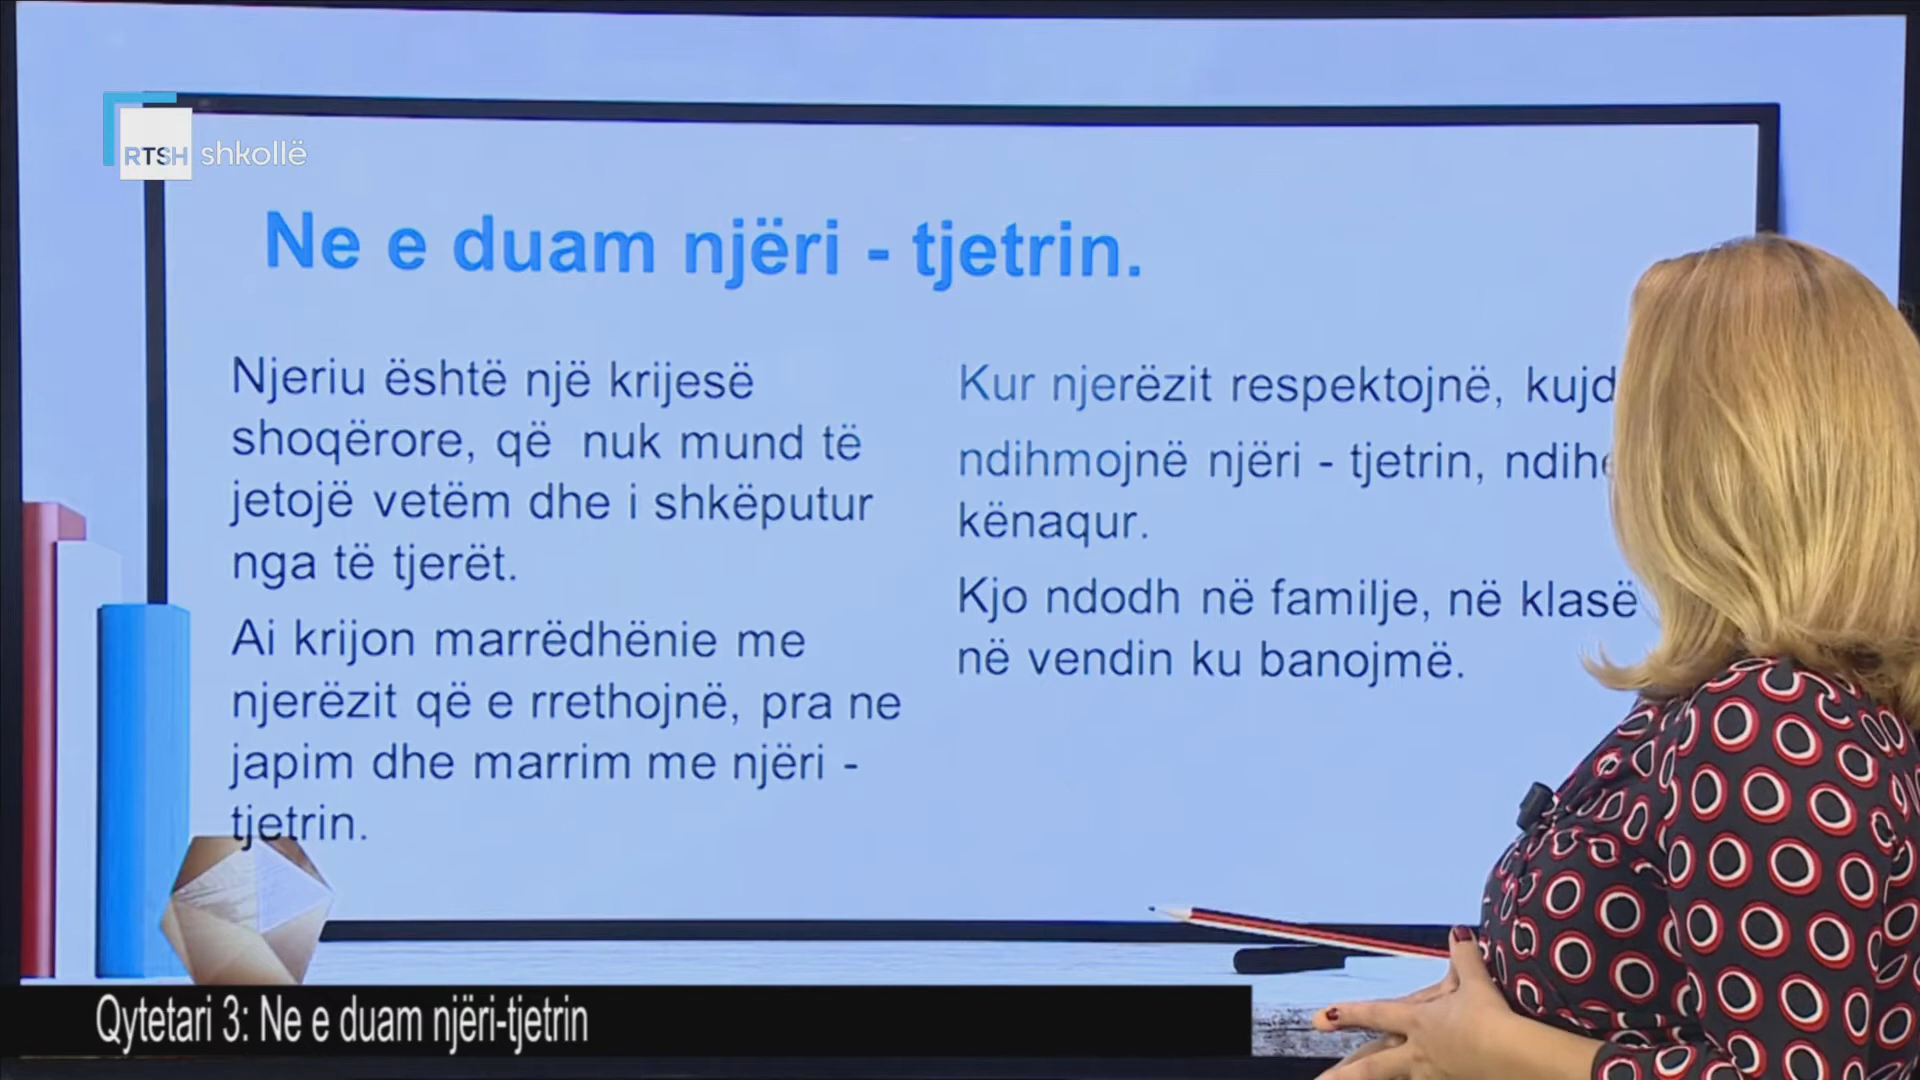 RTSH shkollë
Ne e duam njëri - tjetrin.
Njeriu është një krijesë
shoqërore, që nuk mund të
jetojë vetëm dhe i shkëputur
nga të tjerët.
Ai krijon marrëdhënie me
njerëzit që e rrethojnë, pra ne
japim dhe marrim me njëri -
tjetrin.
Kur njerëzit respektojnë,
ndihmojnë njëri - tjetrin,
kënaqur.
Kjo ndodh në familje, në klasë
në vendin ku banojmë.
Qytetari 3: Ne e duam njëri-tjetrin